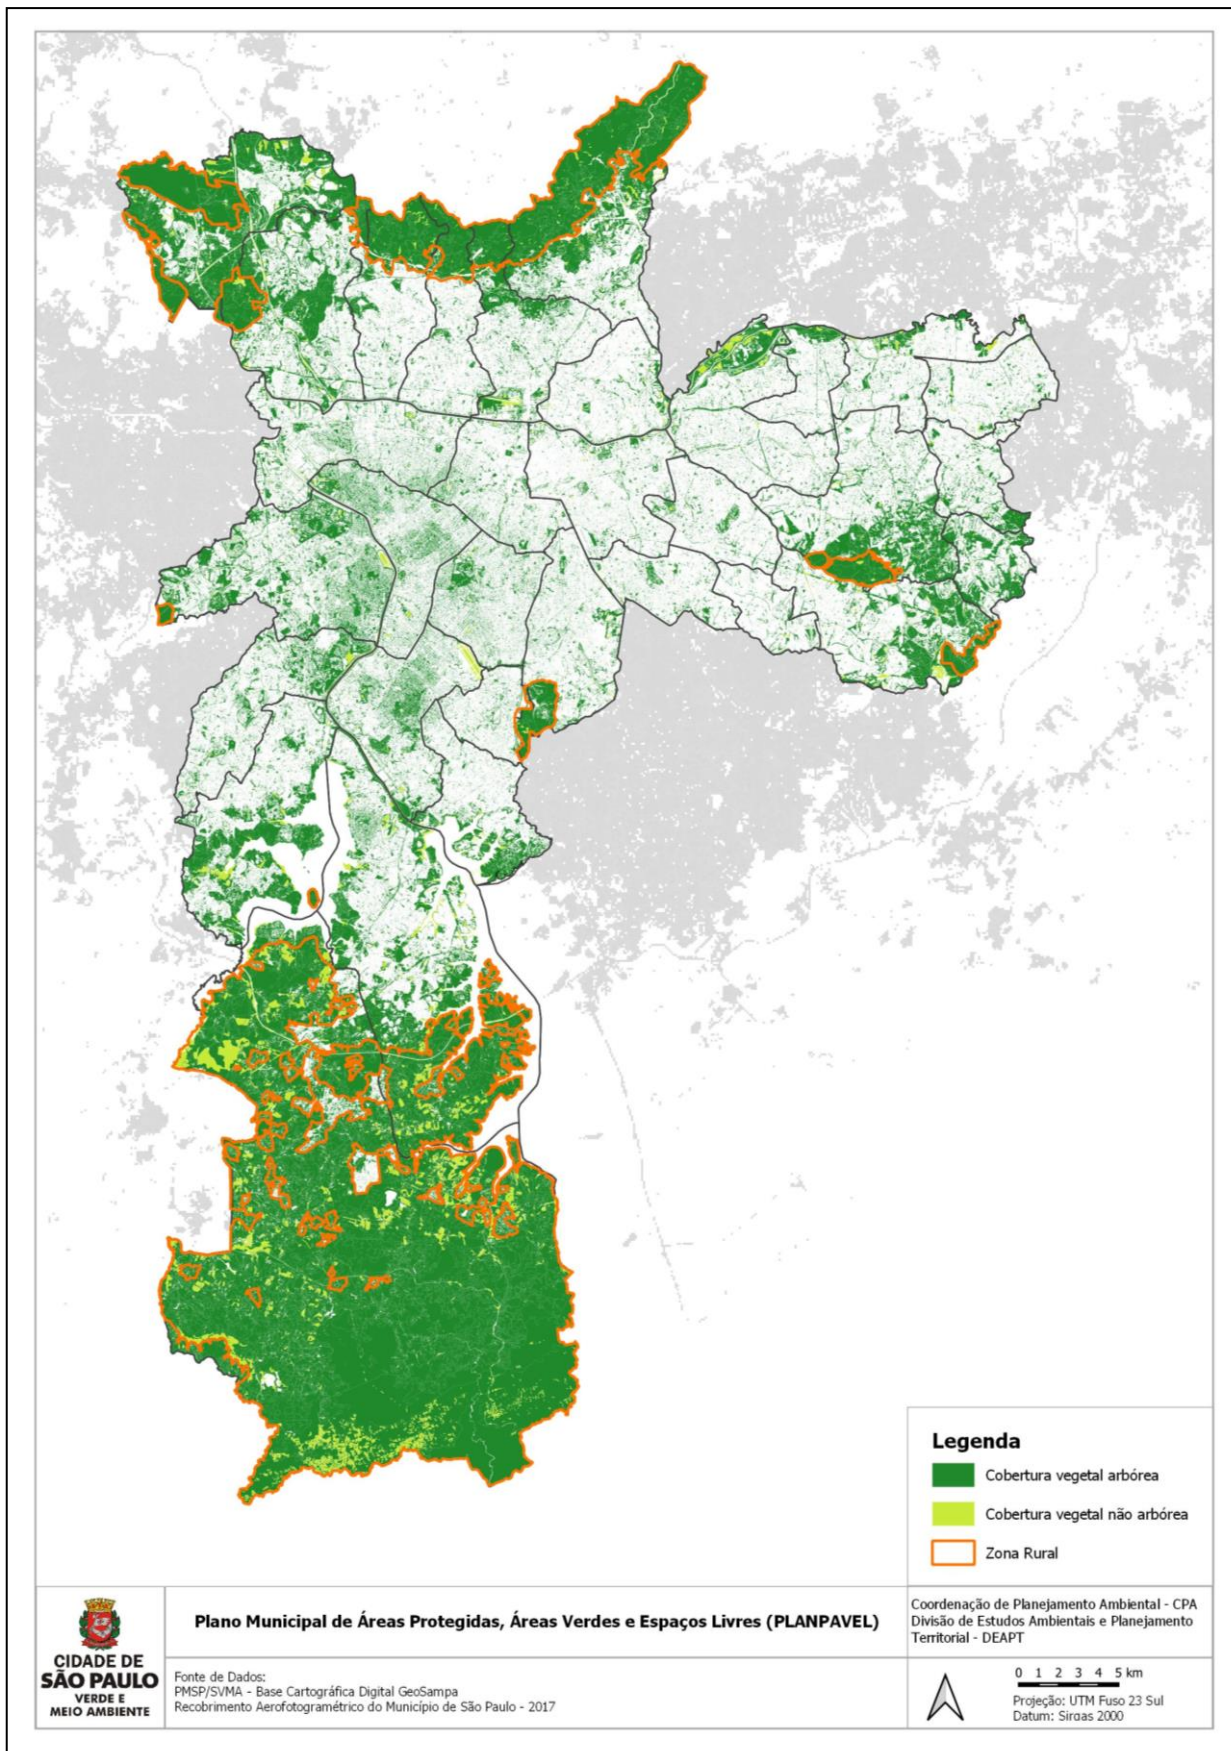 Legenda
Cobertura vegetal arbórea
Cobertura vegetal não arbórea
Zona Rural
CIDADE DE
SÃO PAULO
VERDE E
MEIO AMBIENTE
Plano Municipal de Áreas Protegidas, Áreas Verdes e Espaços Livres (PLANPAVEL)
Coordenação de Planejamento Ambiental - CPA
Divisão de Estudos Ambientais e Planejamento
Territorial - DEAPT
Fonte de Dados:
PMSP/SVMA - Base Cartográfica Digital GeoSampa
Recobrimento Aerofotogramétrico do Município de São Paulo - 2017
0 1 2 3 4 5 km
Projeção: UTM Fuso 23 Sul
Datum: Sirgas 2000